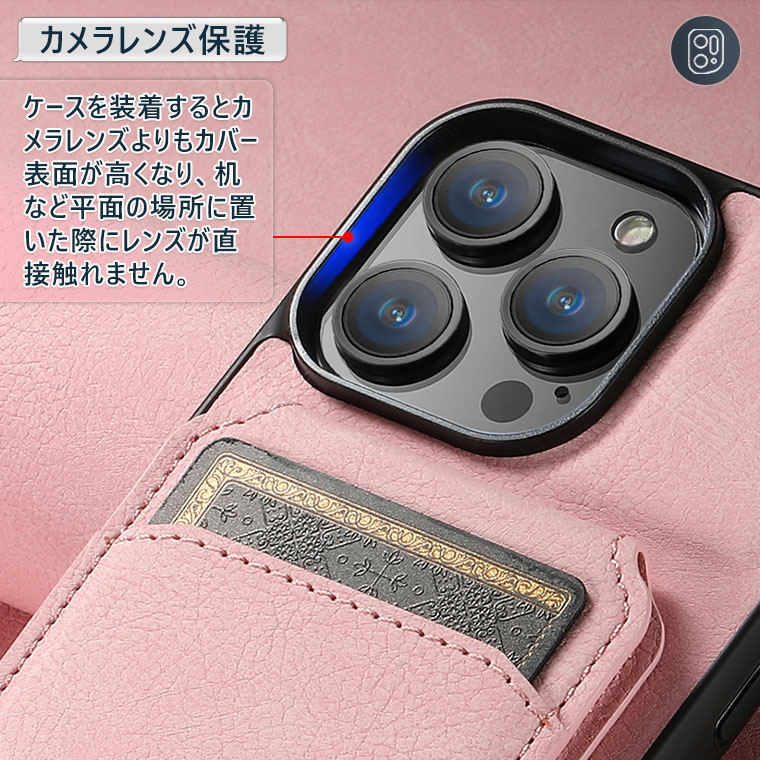 カメラレンズ保護
ケースを装着するとカ
メラレンズよりもカバー
表面が高くなり、机
など平面の場所に置
いた際にレンズが直
接触れません。